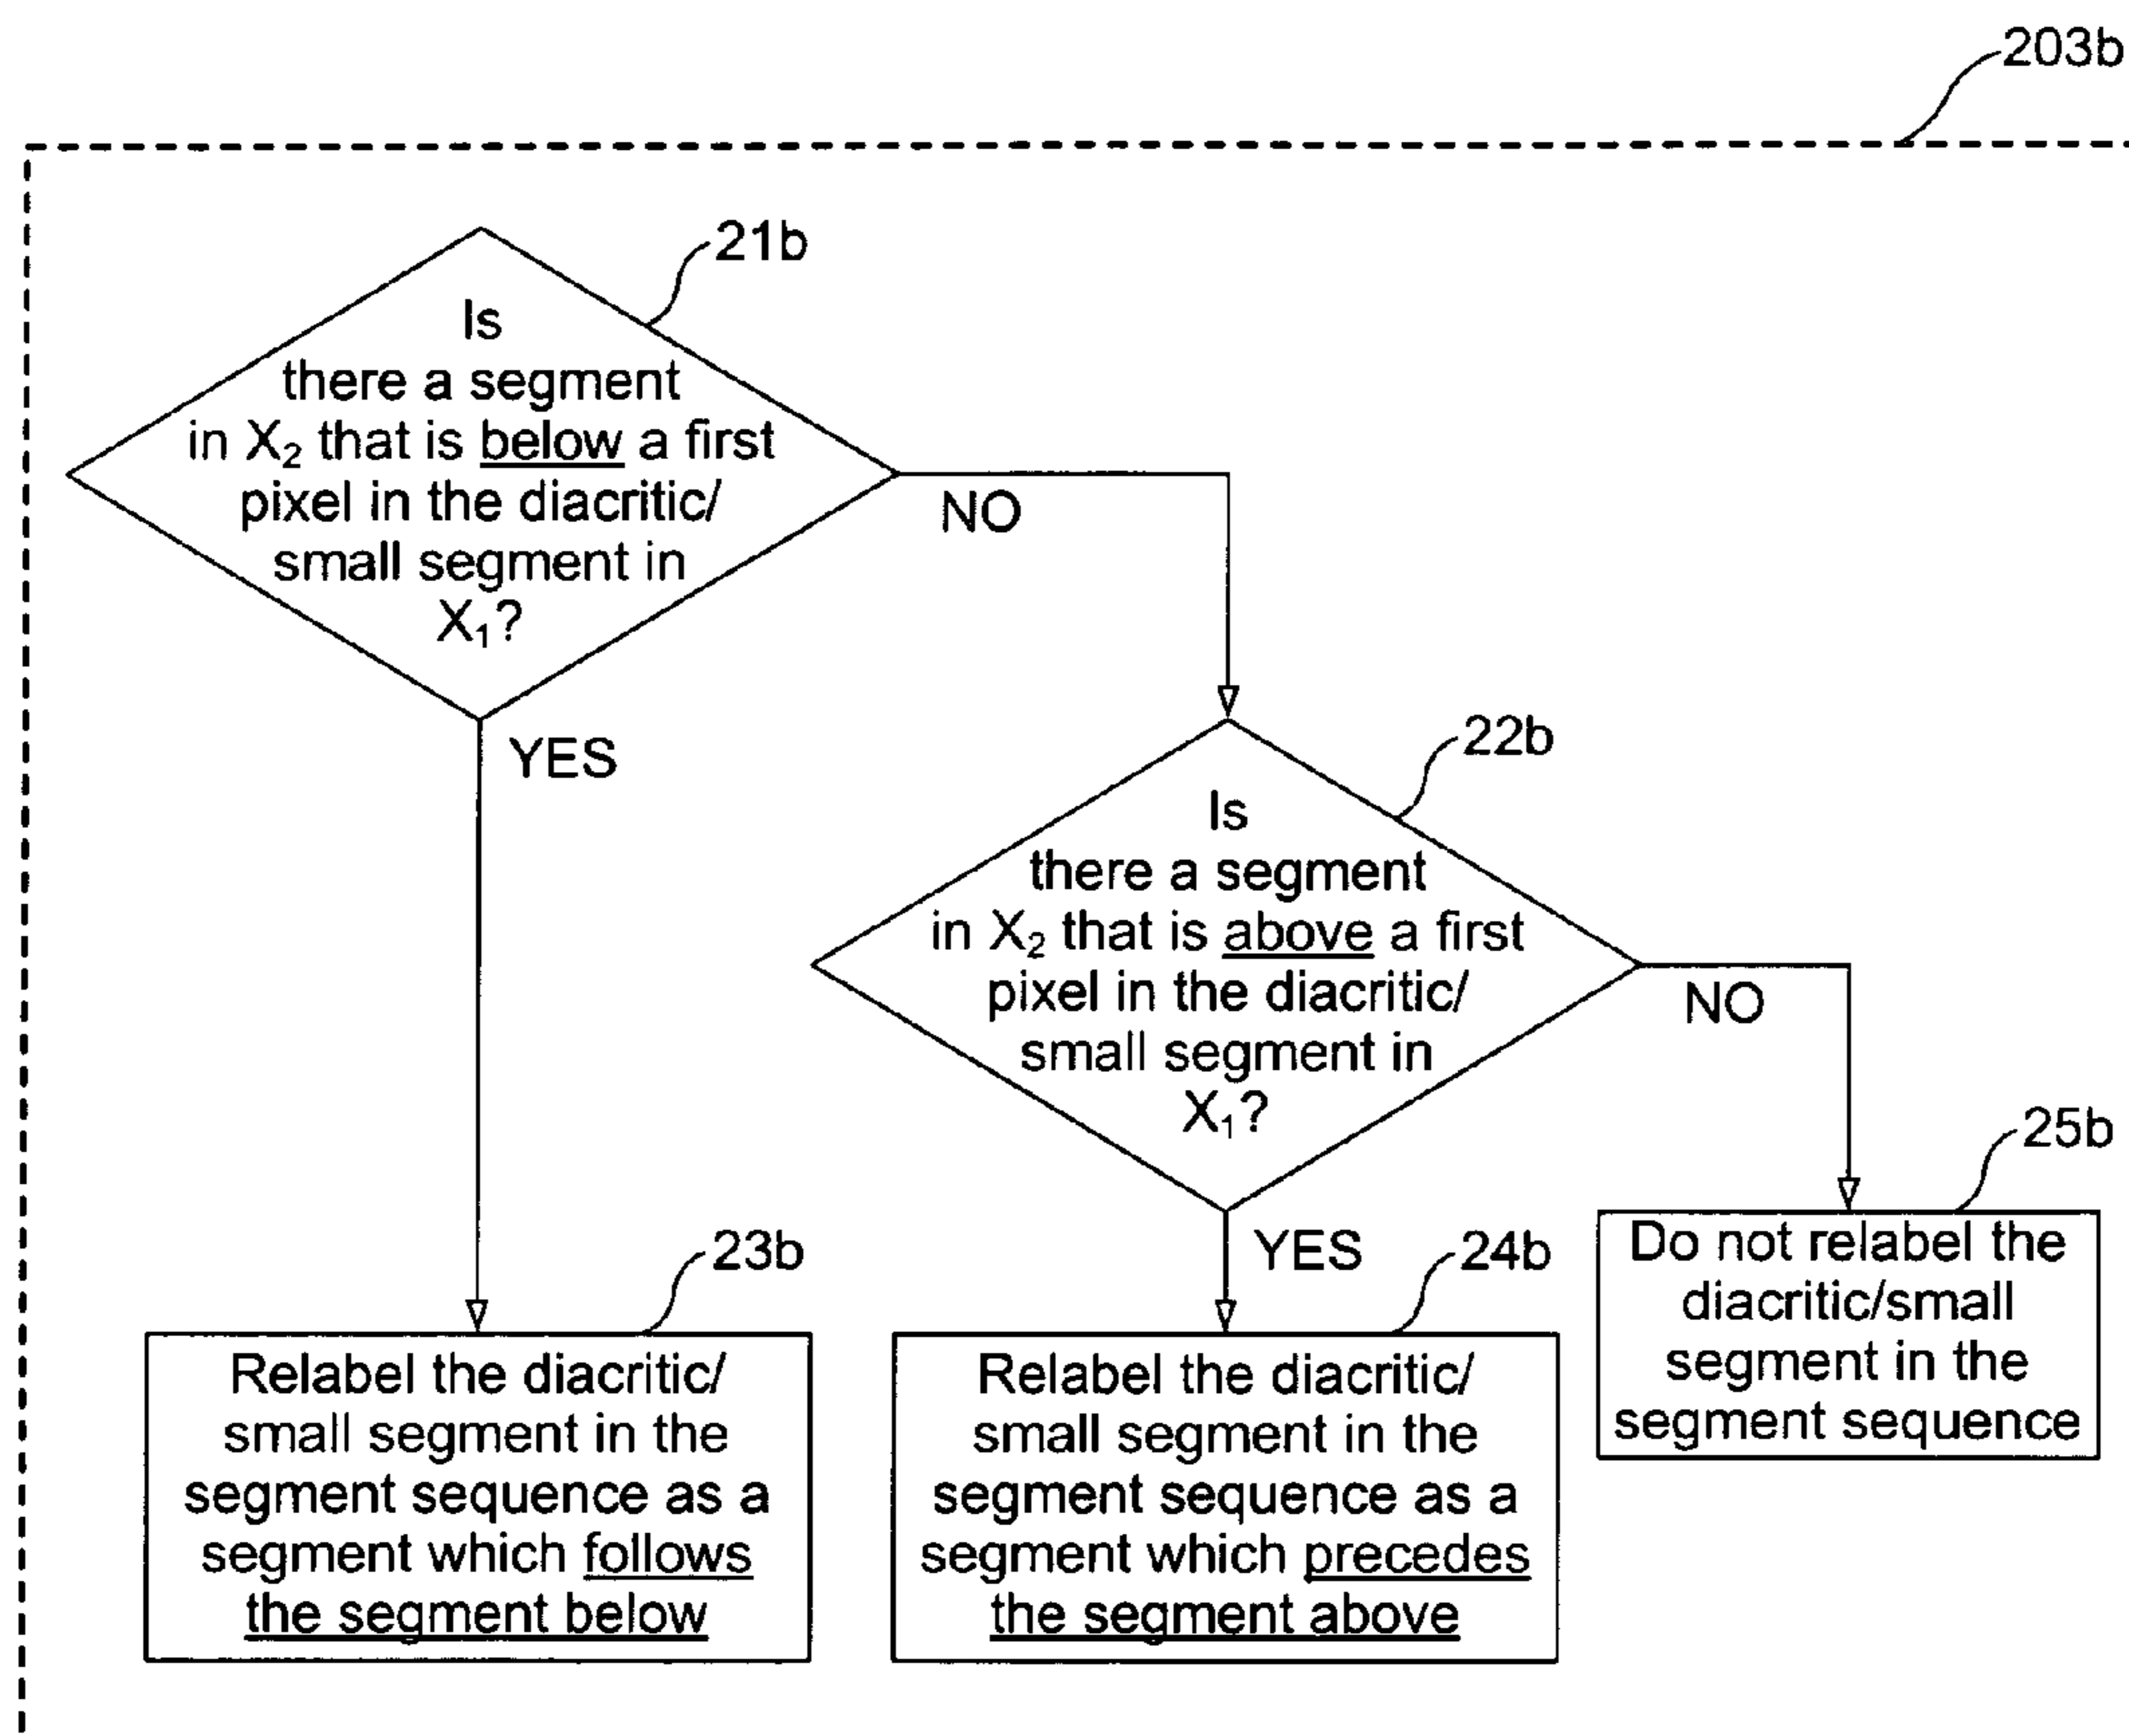 203b
21b
Is
there a segment
in X₂ that is below a first
pixel in the diacritic/
small segment in
X₁?
NO
YES
22b
Is
there a segment
in X₂ that is above a first
pixel in the diacritic/
small segment in
X₁?
NO
YES
23b
Relabel the diacritic/
small segment in the
segment sequence as a
segment which follows
the segment below
24b
Relabel the diacritic/
small segment in the
segment sequence as a
segment which precedes
the segment above
25b
Do not relabel the
diacritic/small
segment in the
segment sequence